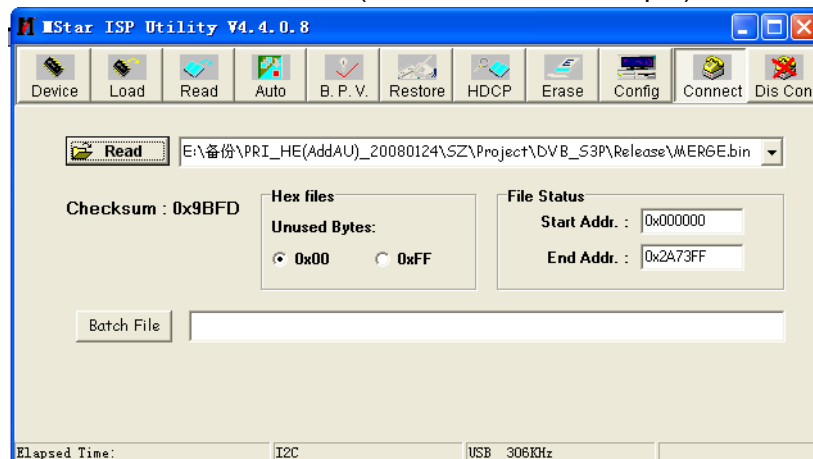 MStar ISP Utility V4.4.0.8
Device Load Read Auto B. P. V. Restore HDCP Erase Config Connect Dis Con
Read E:\备份\PRI_HE(AddAU)_20080124\SZ\Project\DVB_S3P\Release\MERGE.bin
Checksum : 0x9BFD
Hex files
Unused Bytes:
0x00 0xFF
File Status
Start Addr. : 0x000000
End Addr. : 0x2A73FF
Batch File
Elapsed Time: I2C USB 306KHz